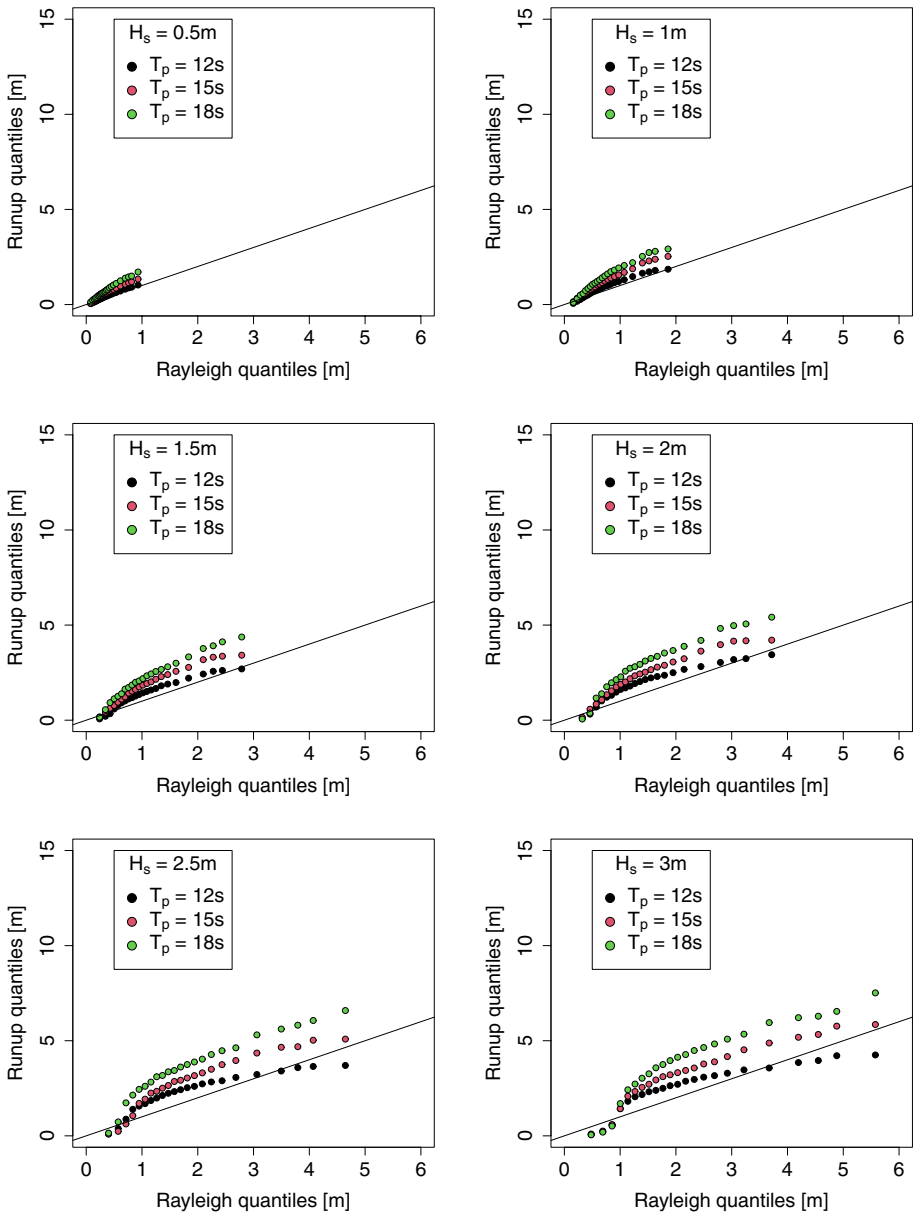 H_s = 0.5m
T_p = 12s
T_p = 15s
T_p = 18s
Runup quantiles [m]
0 5 10 15
0 1 2 3 4 5 6
Rayleigh quantiles [m]
H_s = 1m
T_p = 12s
T_p = 15s
T_p = 18s
Runup quantiles [m]
0 5 10 15
0 1 2 3 4 5 6
Rayleigh quantiles [m]
H_s = 1.5m
T_p = 12s
T_p = 15s
T_p = 18s
Runup quantiles [m]
0 5 10 15
0 1 2 3 4 5 6
Rayleigh quantiles [m]
H_s = 2m
T_p = 12s
T_p = 15s
T_p = 18s
Runup quantiles [m]
0 5 10 15
0 1 2 3 4 5 6
Rayleigh quantiles [m]
H_s = 2.5m
T_p = 12s
T_p = 15s
T_p = 18s
Runup quantiles [m]
0 5 10 15
0 1 2 3 4 5 6
Rayleigh quantiles [m]
H_s = 3m
T_p = 12s
T_p = 15s
T_p = 18s
Runup quantiles [m]
0 5 10 15
0 1 2 3 4 5 6
Rayleigh quantiles [m]